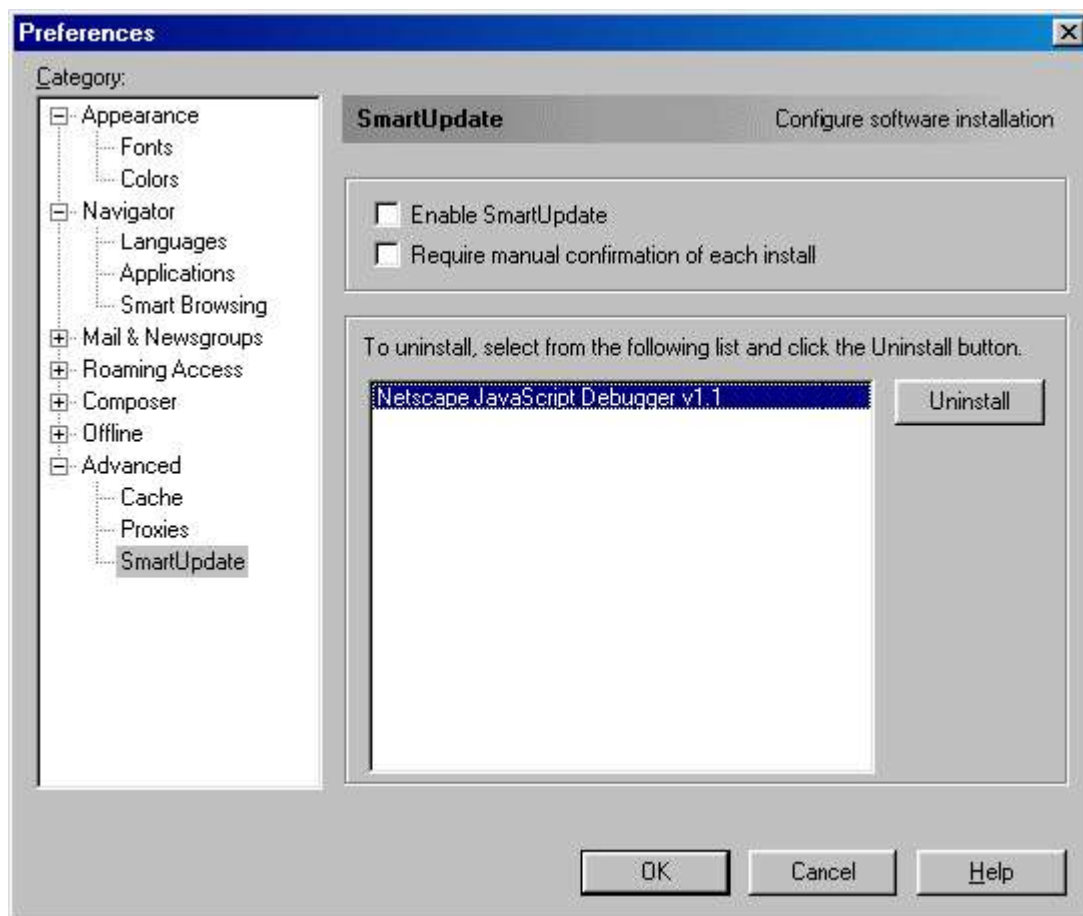 Preferences
Category:
Appearance
Fonts
Colors
Navigator
Languages
Applications
Smart Browsing
Mail & Newsgroups
Roaming Access
Composer
Offline
Advanced
Cache
Proxies
SmartUpdate
SmartUpdate Configure software installation
Enable SmartUpdate
Require manual confirmation of each install
To uninstall, select from the following list and click the Uninstall button.
Netscape JavaScript Debugger v1.1
Uninstall
OK Cancel Help